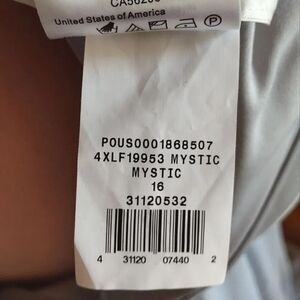 United States of America
P
POUS0001868507
4XLF19953 MYSTIC
MYSTIC
16
31120532
4 31120 07440 2